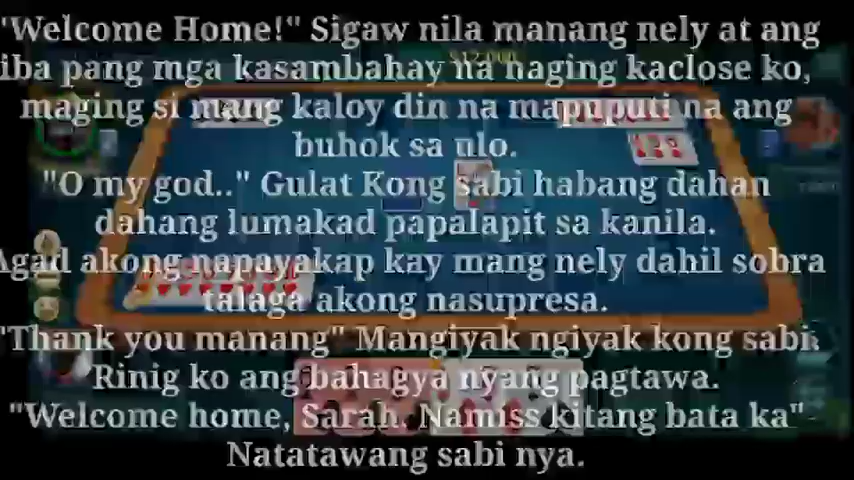 "Welcome Home!" Sigaw nila manang nely at ang
iba pang mga kasambahay na naging kaclose ko,
maging si mang kaloy din na mapuputi na ang
buhok sa ulo.
"O my god.." Gulat Kong sabi habang dahan
dahang lumakad papalapit sa kanila.
Agad akong napayakap kay mang nely dahil sobra
talaga akong nasupresa.
"Thank you manang" Mangiyak ngiyak kong sabi.
Rinig ko ang bahagya nyang pagtawa.
"Welcome home, Sarah. Namiss kitang bata ka"
Natatawang sabi nya.